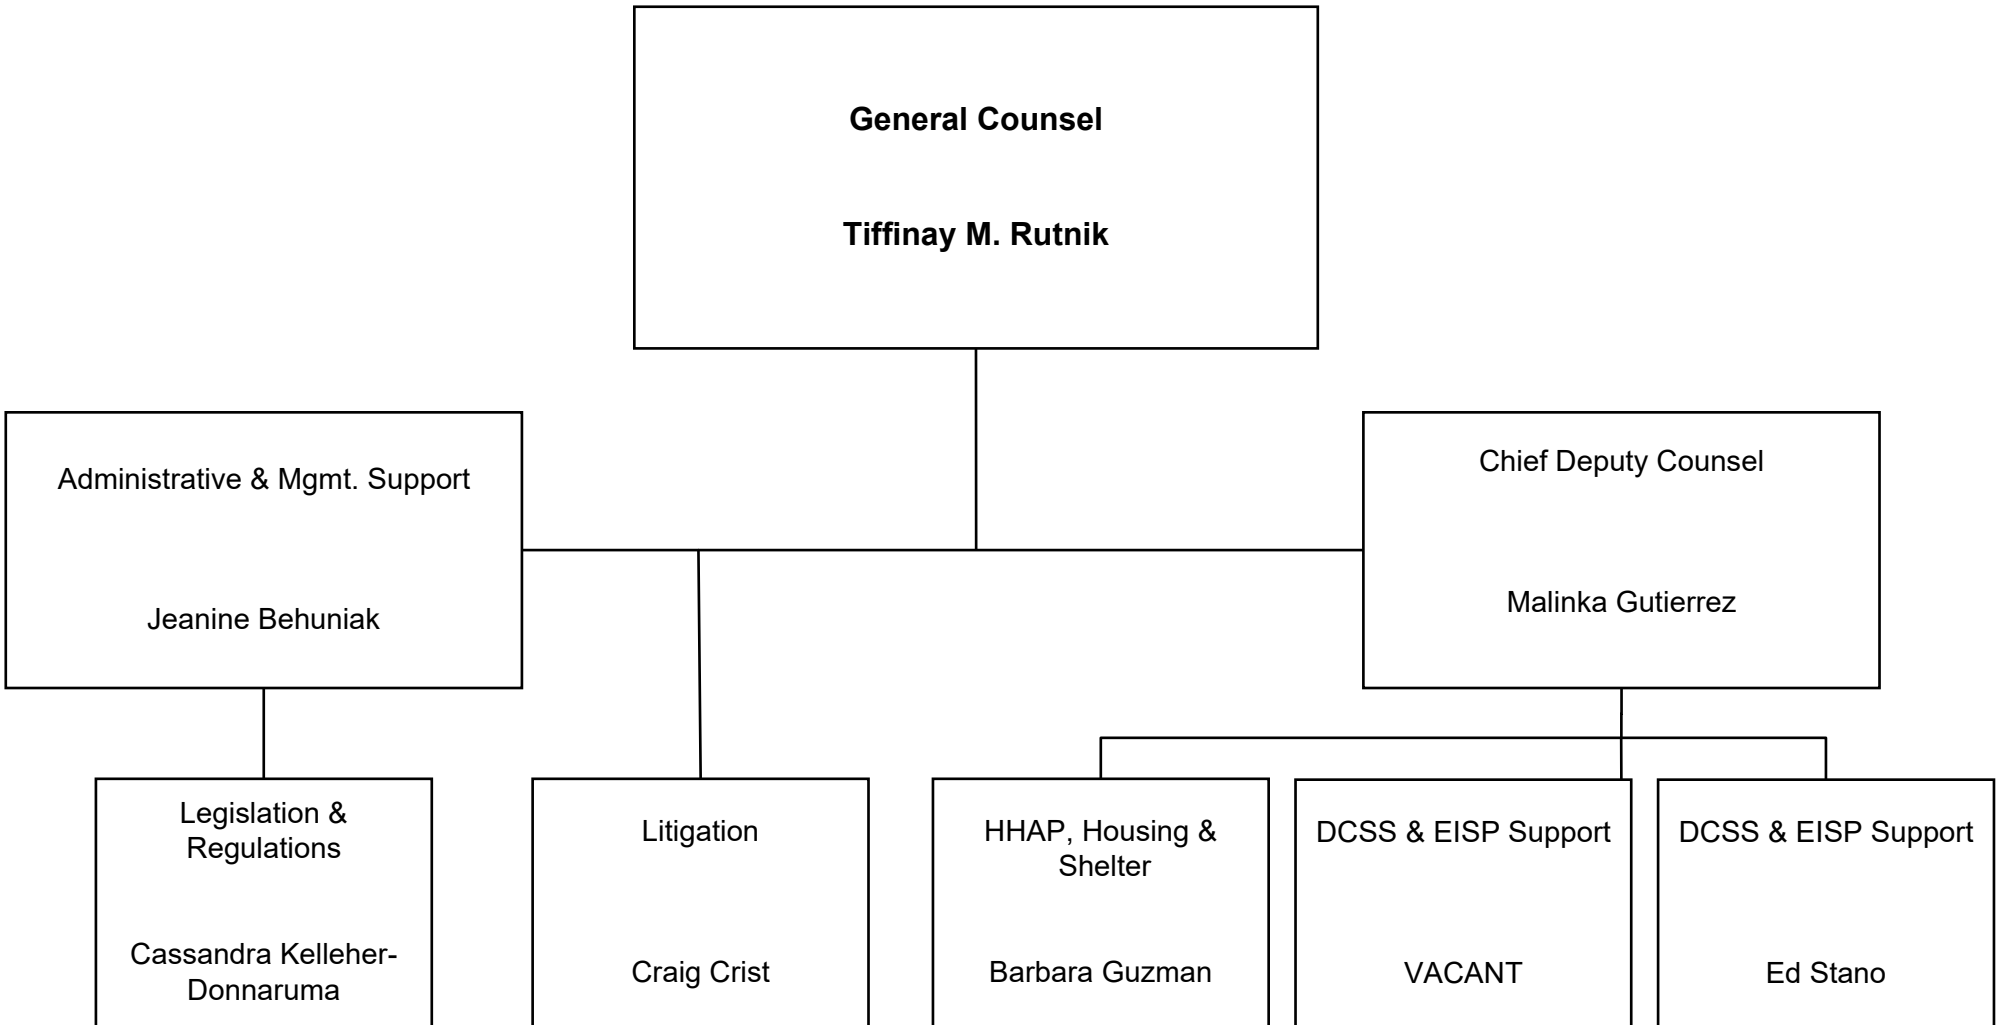 General Counsel
Tiffinay M. Rutnik
Administrative & Mgmt. Support
Jeanine Behuniak
Chief Deputy Counsel
Malinka Gutierrez
Legislation &
Regulations
Cassandra Kelleher-
Donnaruma
Litigation
Craig Crist
HHAP, Housing &
Shelter
Barbara Guzman
DCSS & EISP Support
VACANT
DCSS & EISP Support
Ed Stano